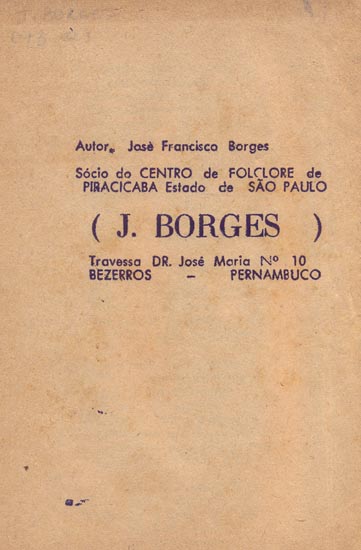 J. BORGES
Autor, José Francisco Borges
Sócio do CENTRO de FOLCLORE de
PIRACICABA Estado de SÃO PAULO
( J. BORGES )
Travessa DR. José Maria Nº 10
BEZERROS – PERNAMBUCO